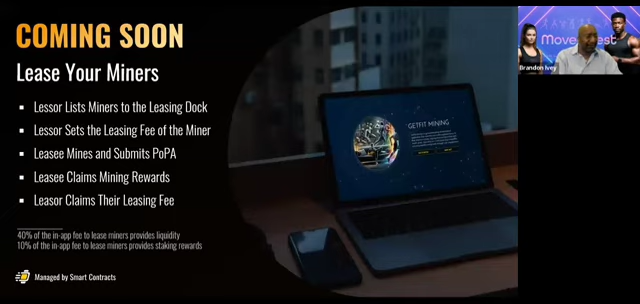 COMING SOON
Lease Your Miners
Lessor Lists Miners to the Leasing Dock
Lessor Sets the Leasing Fee of the Miner
Leasee Mines and Submits PoPA
Leasee Claims Mining Rewards
Leasor Claims Their Leasing Fee
40% of the in-app fee to lease miners provides liquidity
10% of the in-app fee to lease miners provides staking rewards
Managed by Smart Contracts
GETFIT MINING
Brandon Ivey